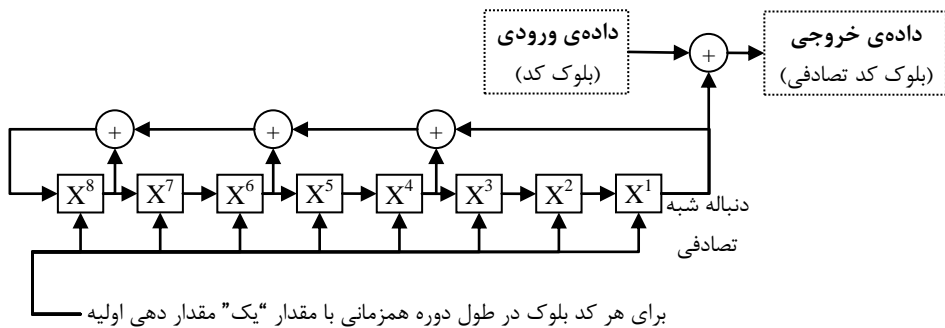 داده‌ی ورودی
(بلوک کد)
داده‌ی خروجی
(بلوک کد تصادفی)
+
+ + +
X⁸ X⁷ X⁶ X⁵ X⁴ X³ X² X¹
دنباله شبه
تصادفی
برای هر کد بلوک در طول دوره همزمانی با مقدار “یک” مقدار دهی اولیه